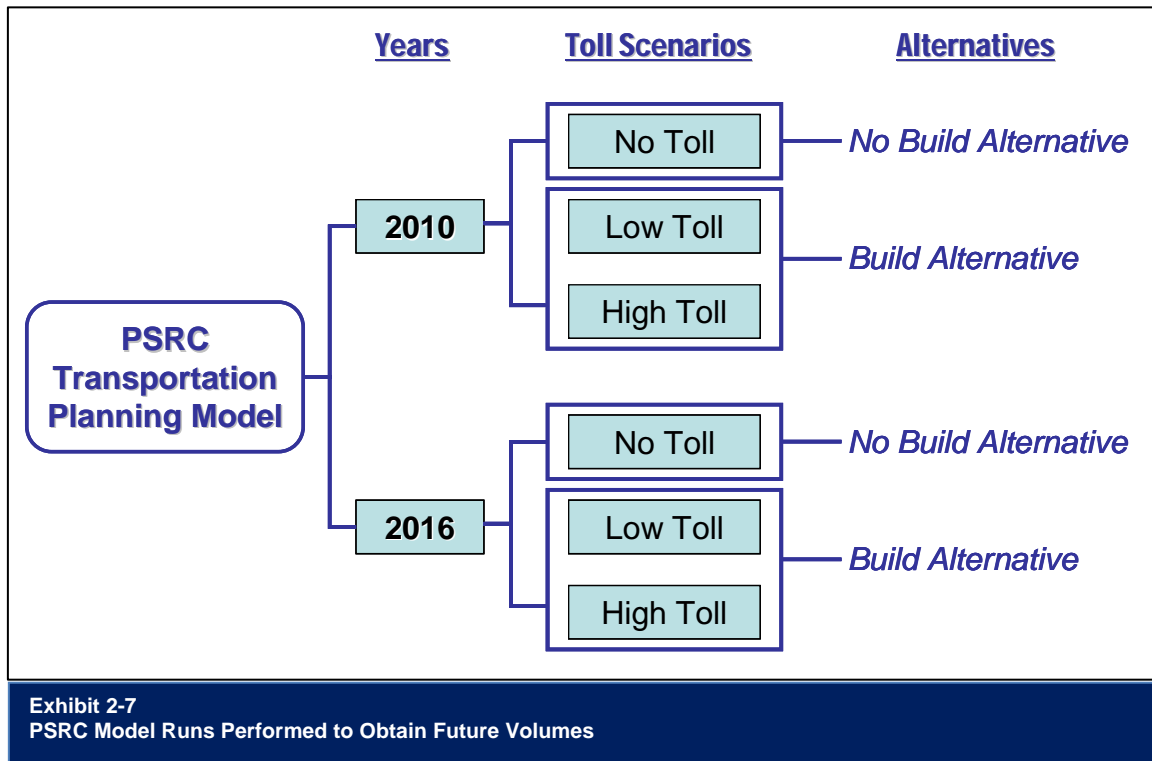 Years Toll Scenarios Alternatives
No Toll No Build Alternative
2010
Low Toll
Build Alternative
High Toll
PSRC
Transportation
Planning Model
No Toll No Build Alternative
2016
Low Toll
Build Alternative
High Toll
Exhibit 2-7
PSRC Model Runs Performed to Obtain Future Volumes